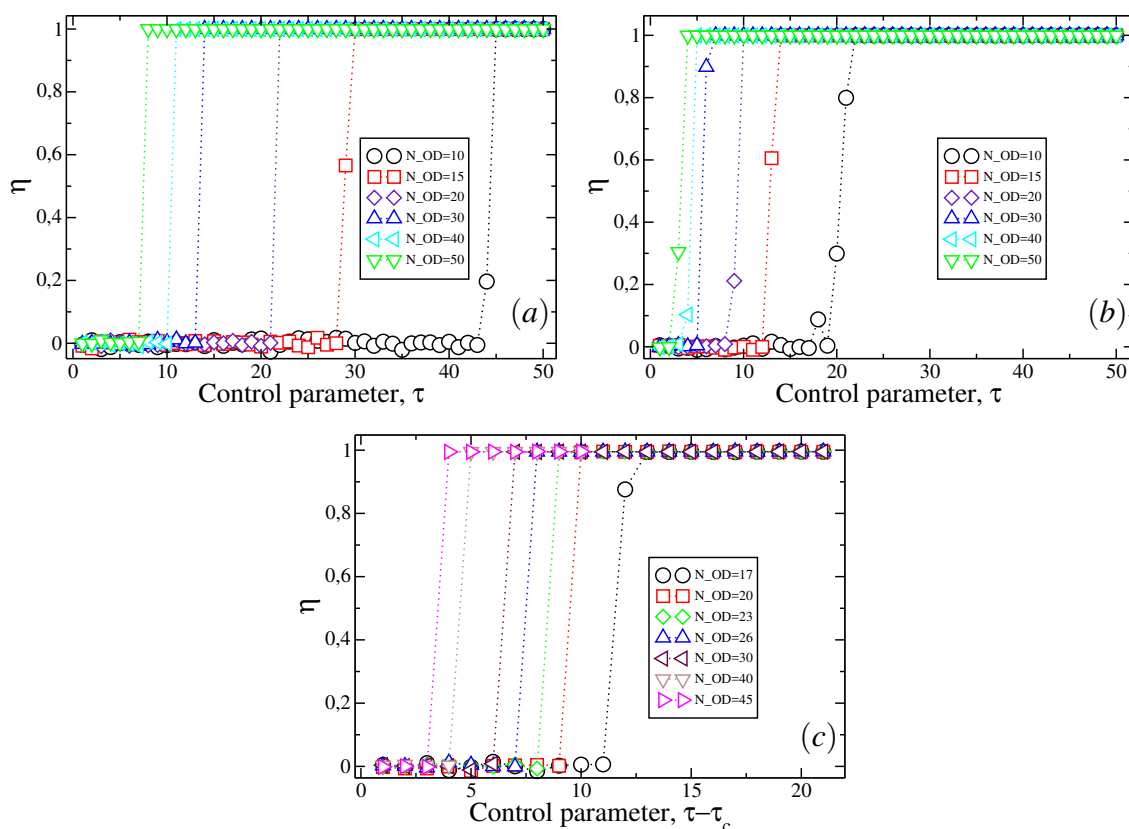 1
0,8
0,6
0,4
0,2
0
η
0 10 20 30 40 50
Control parameter, τ
N_OD=10
N_OD=15
N_OD=20
N_OD=30
N_OD=40
N_OD=50
(a)
1
0,8
0,6
0,4
0,2
0
η
0 10 20 30 40 50
Control parameter, τ
N_OD=10
N_OD=15
N_OD=20
N_OD=30
N_OD=40
N_OD=50
(b)
1
0,8
0,6
0,4
0,2
0
η
0 5 10 15 20
Control parameter, τ−τc
N_OD=17
N_OD=20
N_OD=23
N_OD=26
N_OD=30
N_OD=40
N_OD=45
(c)